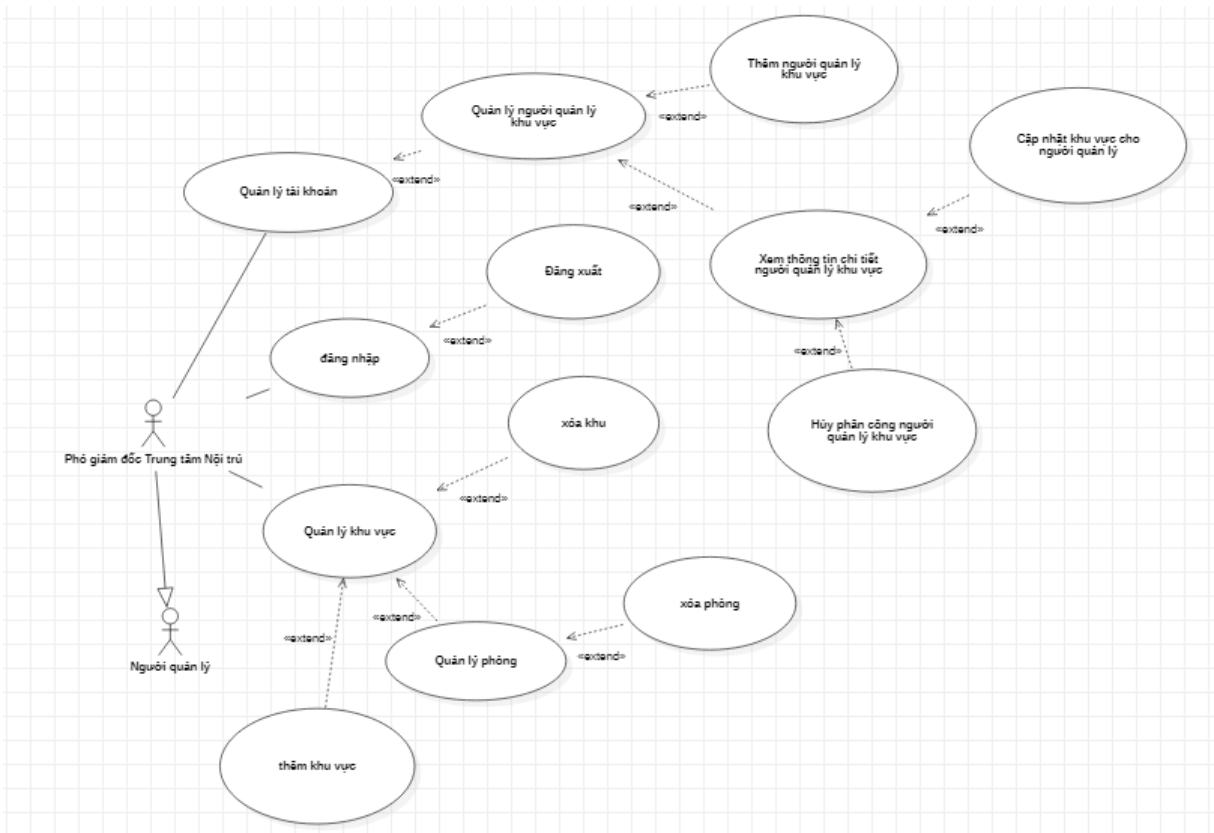 Thêm người quản lý
khu vực
Quản lý người quản lý
khu vực
«extend»
Cập nhật khu vực cho
người quản lý
«extend»
Quản lý tài khoản
«extend»
«extend»
Xem thông tin chi tiết
người quản lý khu vực
Đăng xuất
«extend»
đăng nhập
«extend»
Hủy phân công người
quản lý khu vực
xóa khu
Phó giám đốc Trung tâm Nội trú
«extend»
Quản lý khu vực
xóa phòng
«extend»
«extend»
«extend»
Quản lý phòng
Người quản lý
thêm khu vực